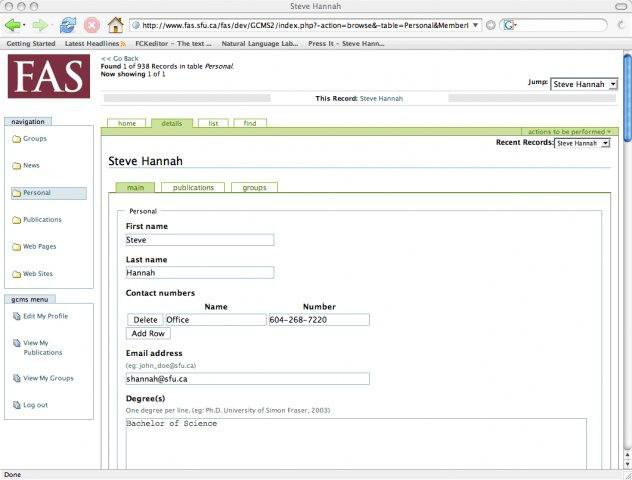 Steve Hannah
http://www.fas.sfu.ca/fas/dev/GCMS2/index.php?-action=browse&-table=Personal&MemberI
Getting Started Latest Headlines FCKeditor - The text ... Natural Language Lab Press It - Steve Hann...
FAS
<< Go Back
Found 1 of 938 Records in table Personal.
Now showing 1 of 1
Jump: Steve Hannah
This Record: Steve Hannah
navigation
Groups
News
Personal
Publications
Web Pages
Web Sites
gcms menu
Edit My Profile
View My
Publications
View My Groups
Log out
home details list find
actions to be performed
Recent Records: Steve Hannah
Steve Hannah
main publications groups
Personal
First name
Steve
Last name
Hannah
Contact numbers
Name Number
Delete Office 604-268-7220
Add Row
Email address
(eg: john_doe@sfu.ca)
shannah@sfu.ca
Degree(s)
One degree per line. (eg: Ph.D. University of Simon Fraser, 2003)
Bachelor of Science
Done